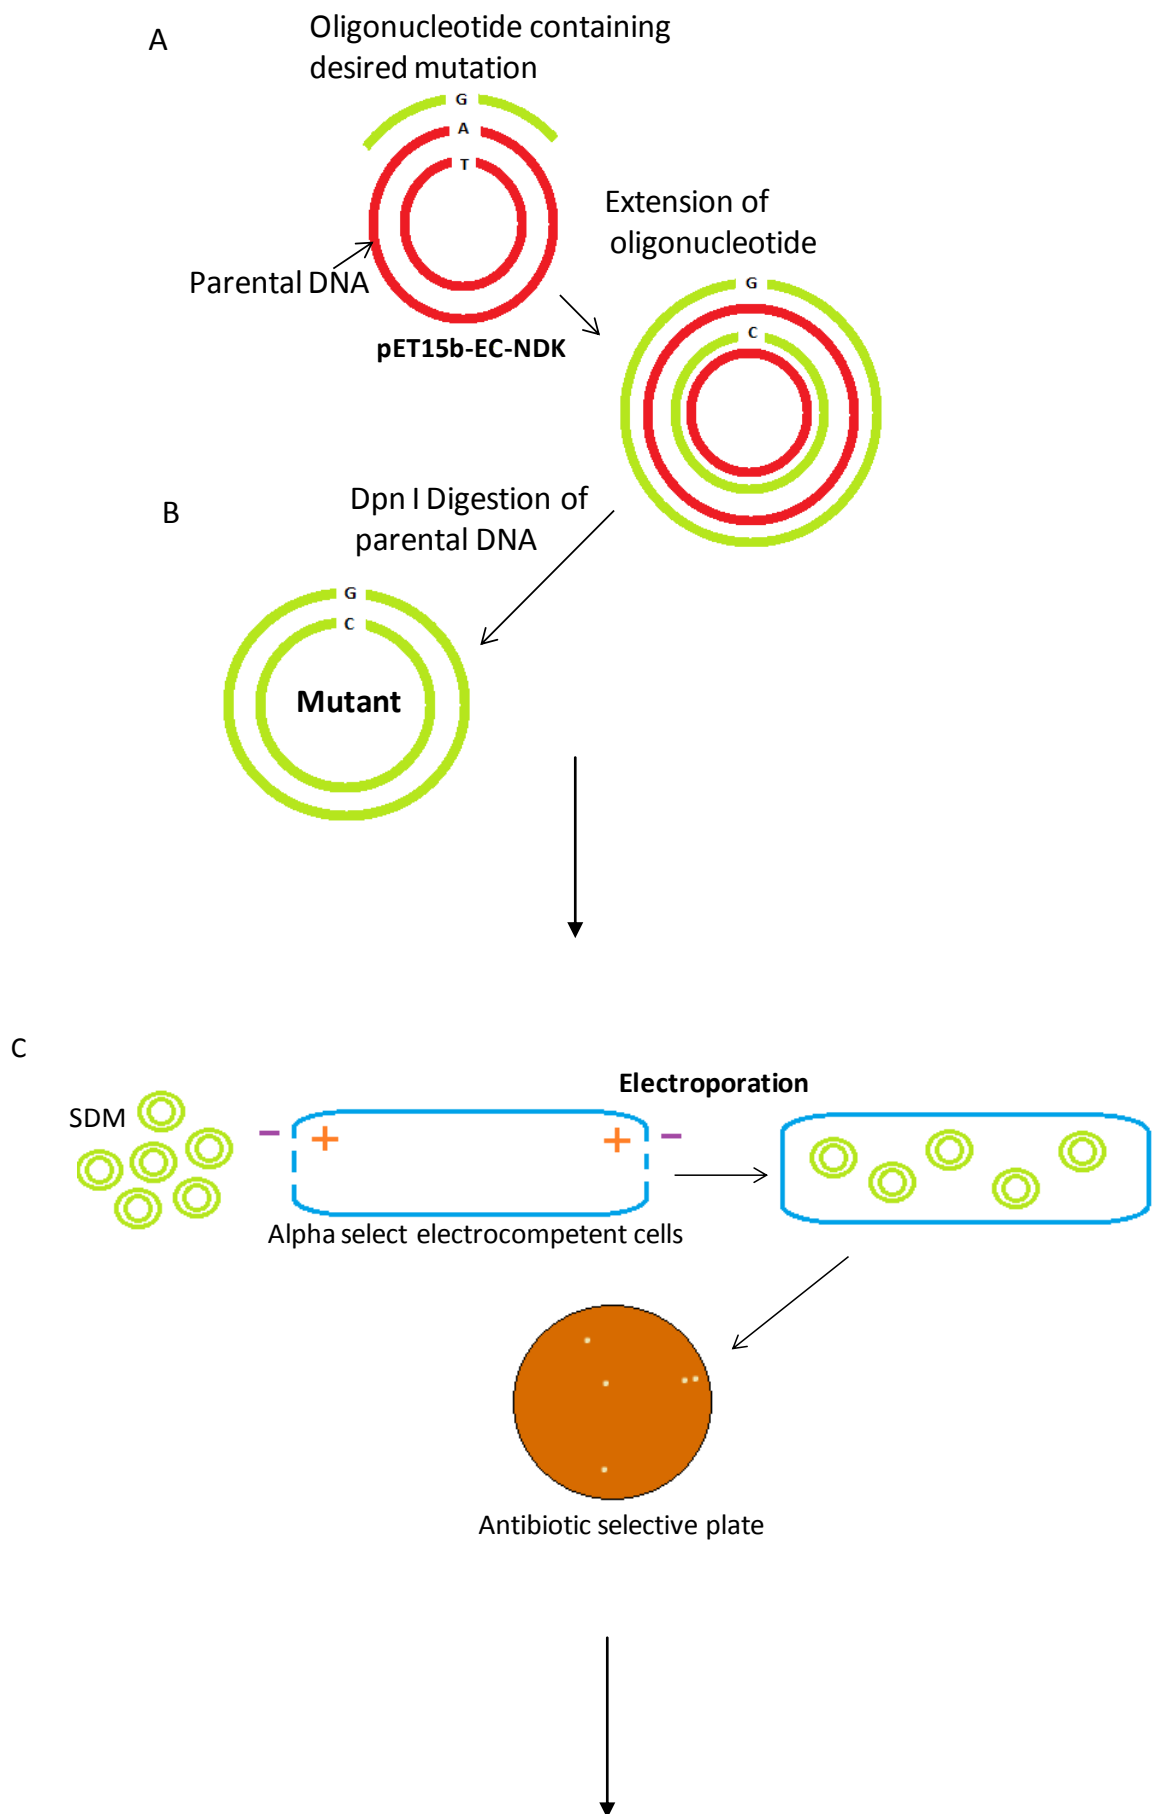 A
Oligonucleotide containing
desired mutation
G
A
T
Extension of
oligonucleotide
Parental DNA
pET15b-EC-NDK
G
C
B
Dpn I Digestion of
parental DNA
G
C
Mutant
C
Electroporation
SDM
− + + −
Alpha select electrocompetent cells
Antibiotic selective plate